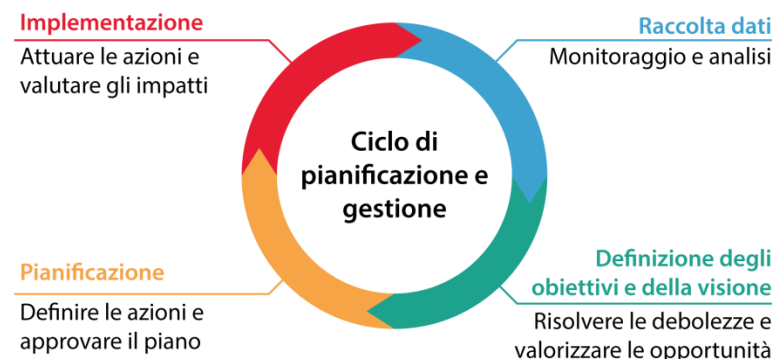 Implementazione
Attuare le azioni e
valutare gli impatti
Raccolta dati
Monitoraggio e analisi
Ciclo di
pianificazione e
gestione
Pianificazione
Definire le azioni e
approvare il piano
Definizione degli
obiettivi e della visione
Risolvere le debolezze e
valorizzare le opportunità